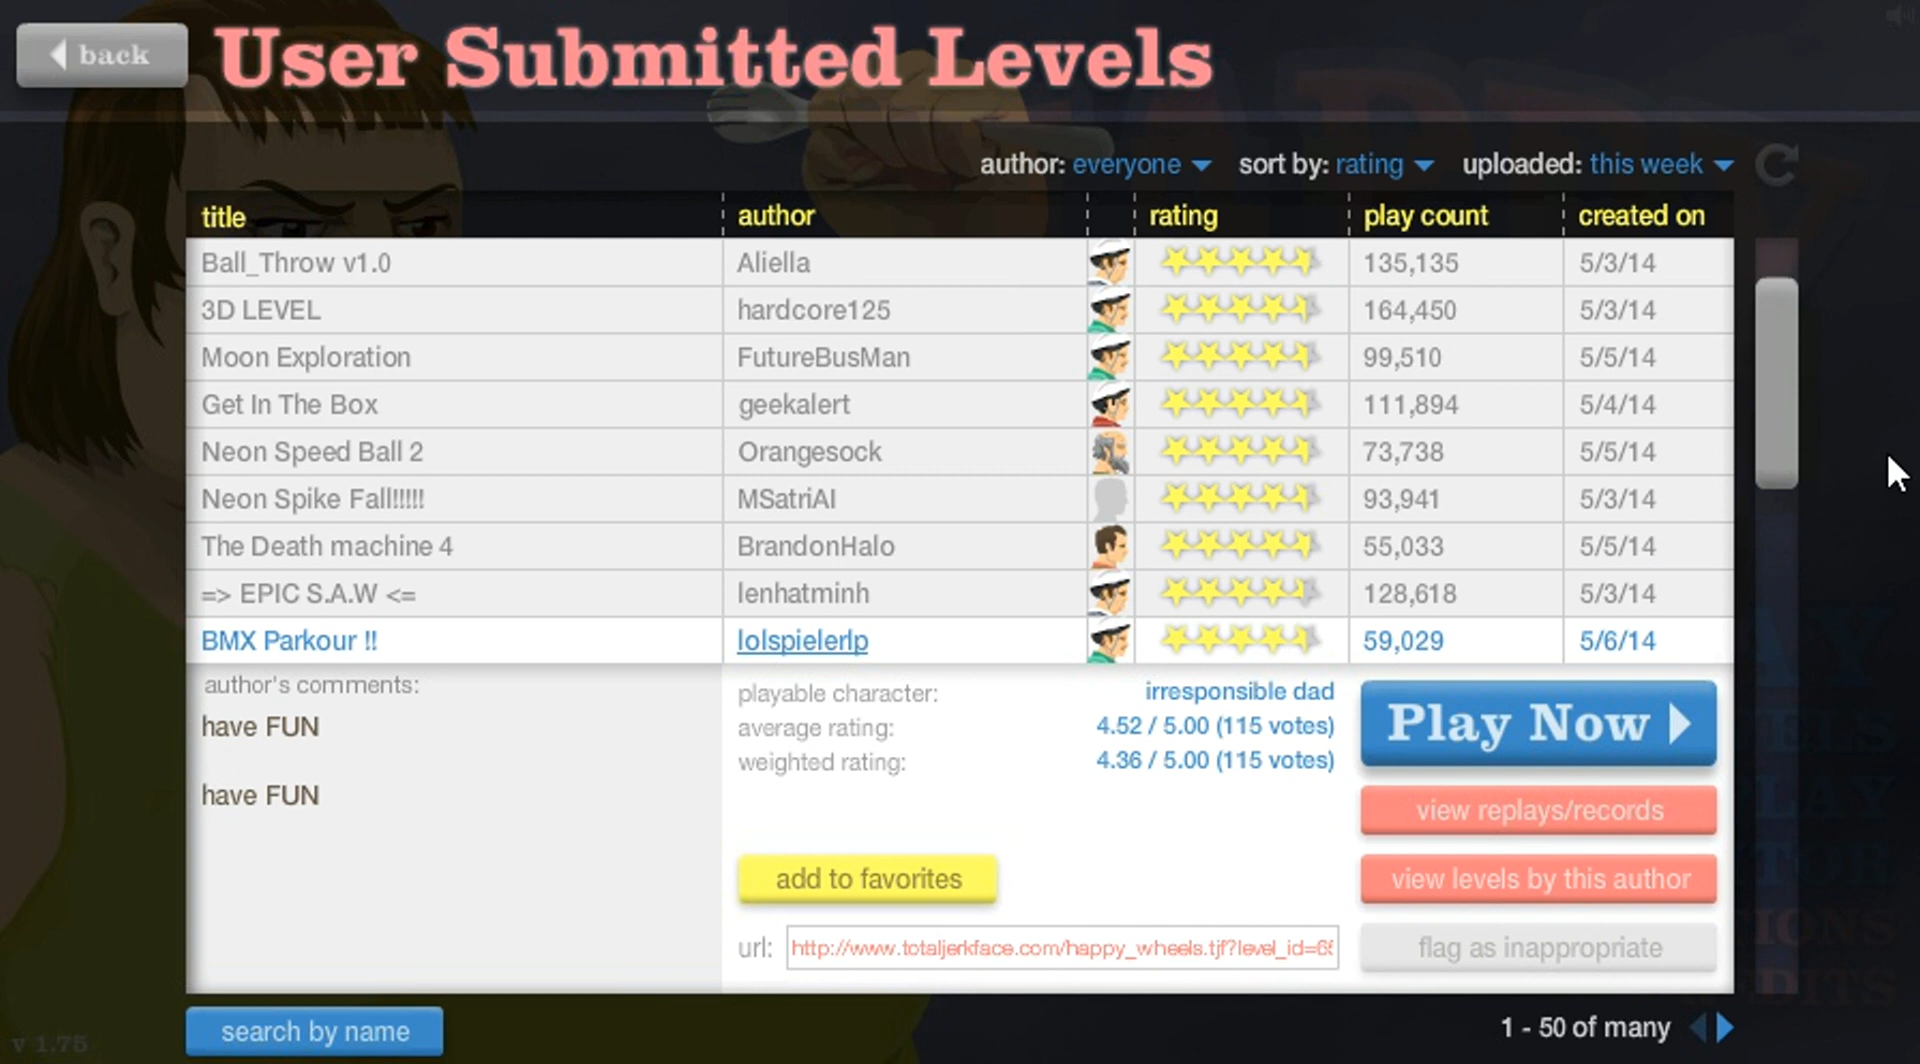 back
User Submitted Levels
author: everyone sort by: rating uploaded: this week
title author rating play count created on
Ball_Throw v1.0 Aliella 135,135 5/3/14
3D LEVEL hardcore125 164,450 5/3/14
Moon Exploration FutureBusMan 99,510 5/5/14
Get In The Box geekalert 111,894 5/4/14
Neon Speed Ball 2 Orangesock 73,738 5/5/14
Neon Spike Fall!!!!! MSatriAl 93,941 5/3/14
The Death machine 4 BrandonHalo 55,033 5/5/14
=> EPIC S.A.W <= lenhatminh 128,618 5/3/14
BMX Parkour !! lolspielerlp 59,029 5/6/14
author's comments:
have FUN
have FUN
playable character: irresponsible dad
average rating: 4.52 / 5.00 (115 votes)
weighted rating: 4.36 / 5.00 (115 votes)
Play Now
view replays/records
add to favorites
view levels by this author
url: http://www.totaljerkface.com/happy_wheels.tjf?level_id=6
flag as inappropriate
search by name
1 - 50 of many
v 1.75